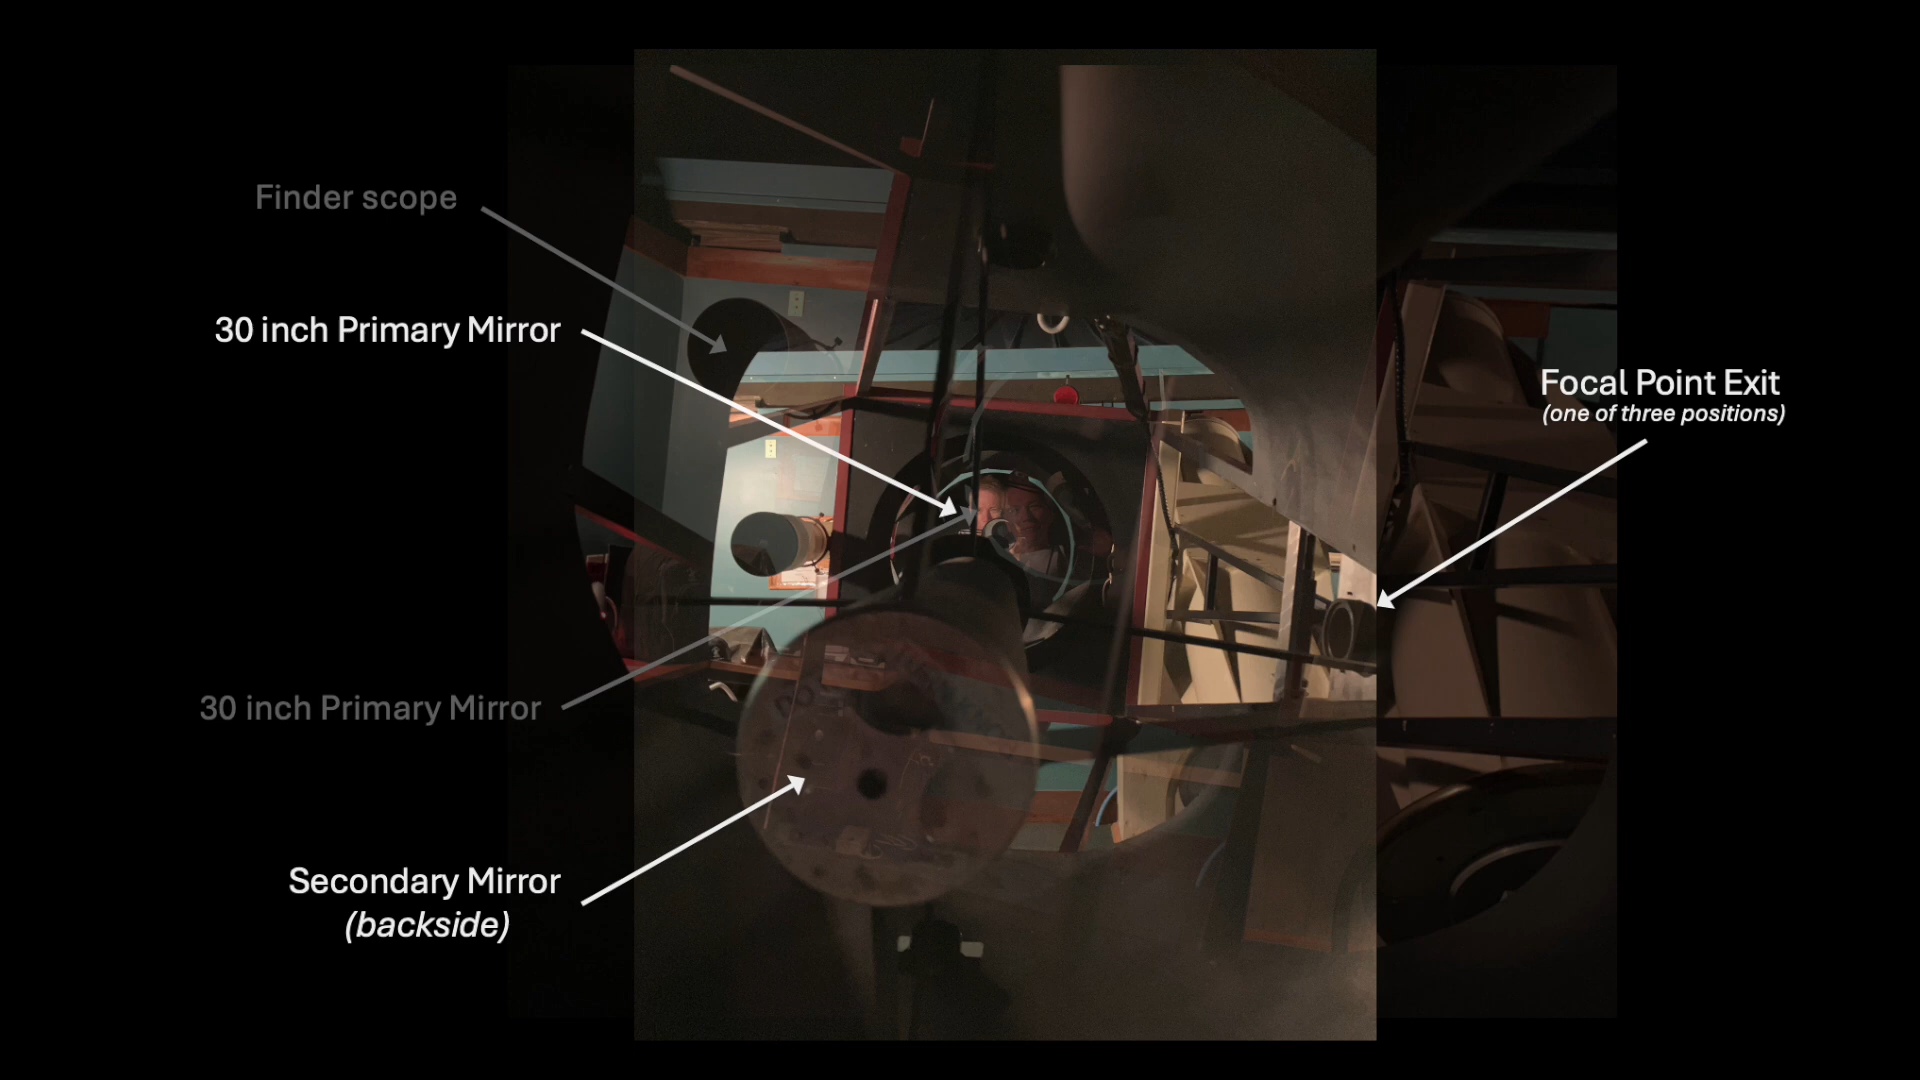 Finder scope
30 inch Primary Mirror
Focal Point Exit
(one of three positions)
30 inch Primary Mirror
Secondary Mirror
(backside)